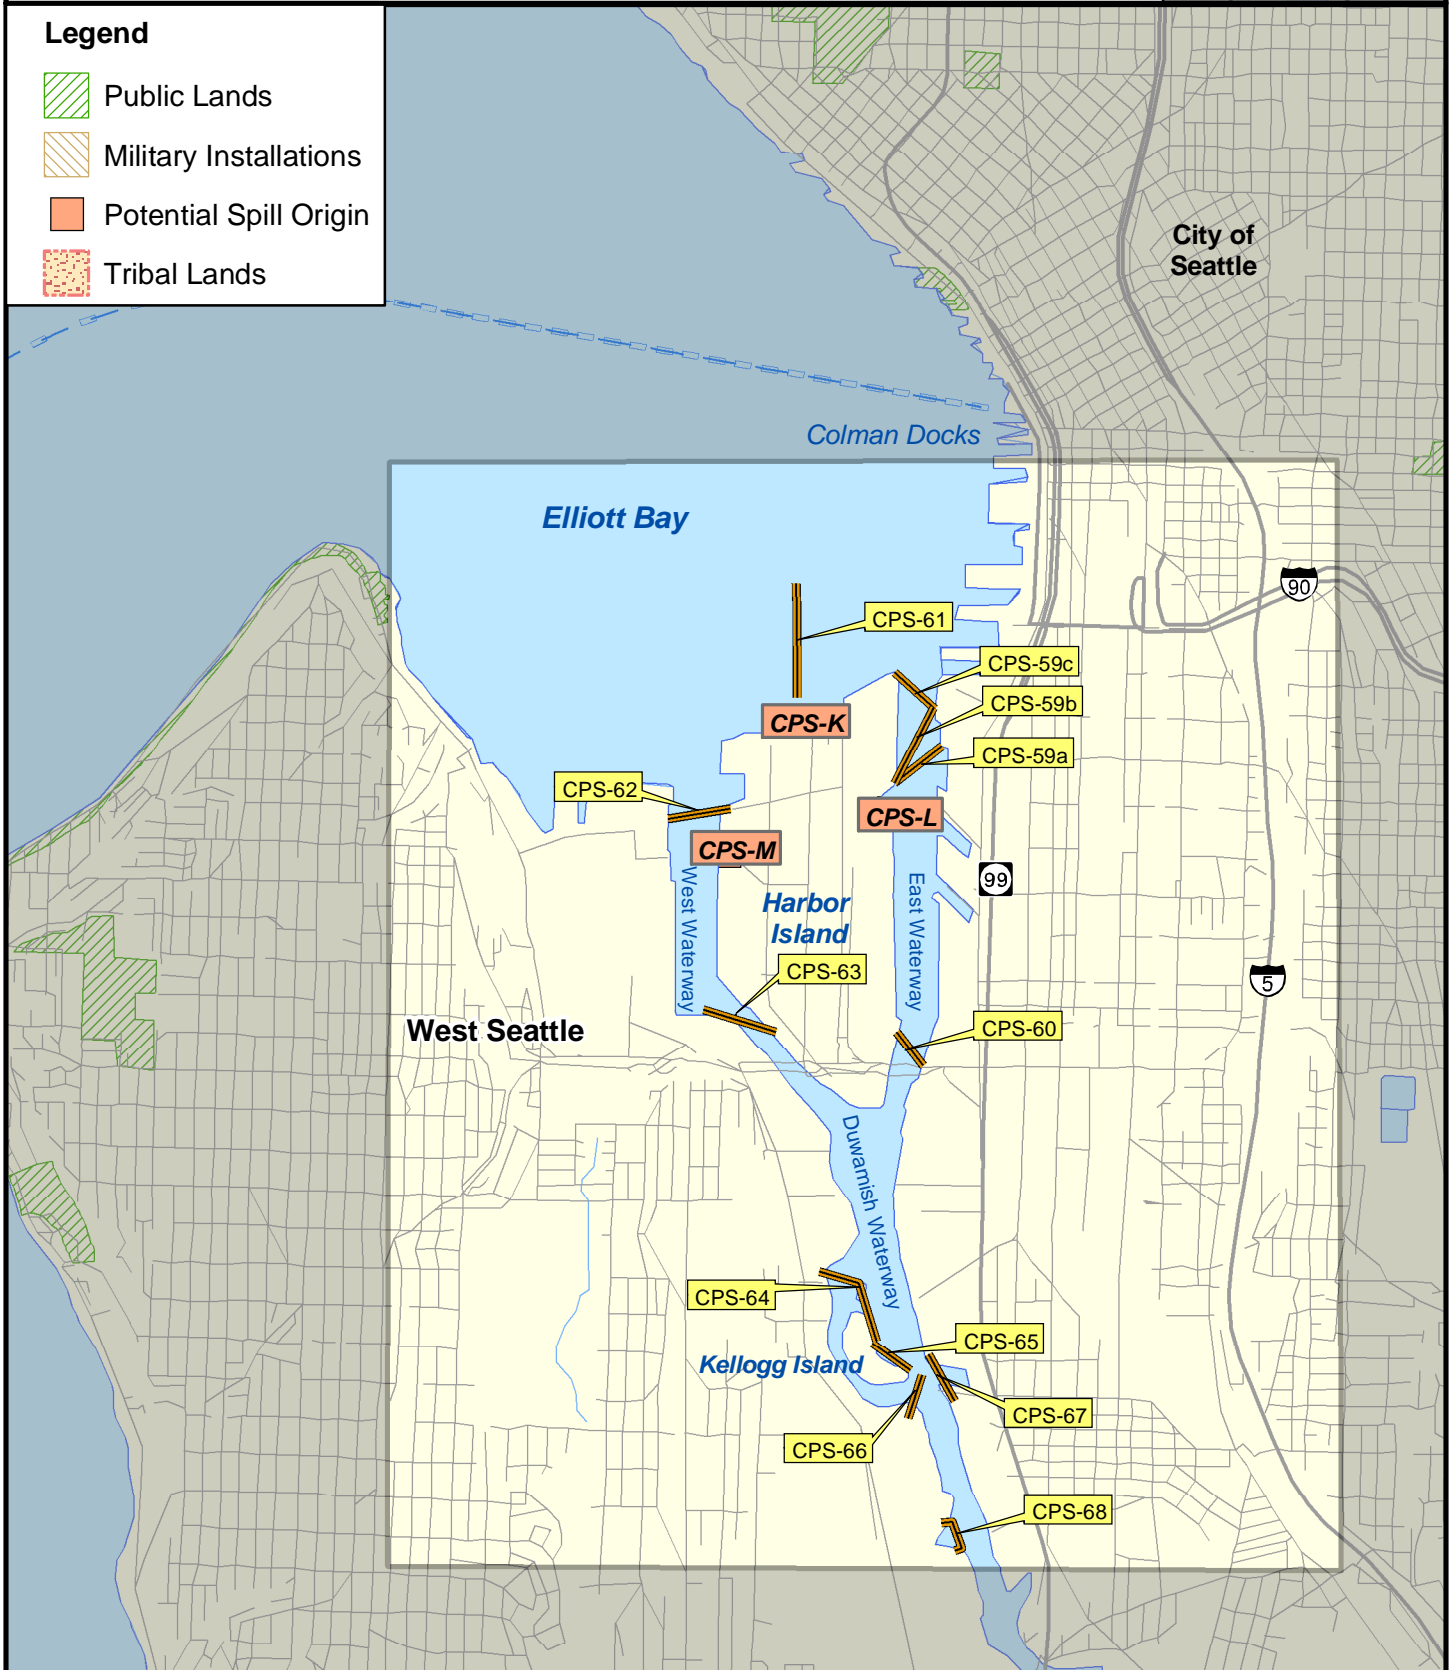 Legend
Public Lands
Military Installations
Potential Spill Origin
Tribal Lands
City of
Seattle
Colman Docks
Elliott Bay
90
CPS-61
CPS-59c
CPS-59b
CPS-K
CPS-59a
CPS-62
CPS-L
CPS-M
99
West Waterway
East Waterway
Harbor
Island
CPS-63
5
West Seattle
CPS-60
Duwamish Waterway
CPS-64
CPS-65
Kellogg Island
CPS-67
CPS-66
CPS-68